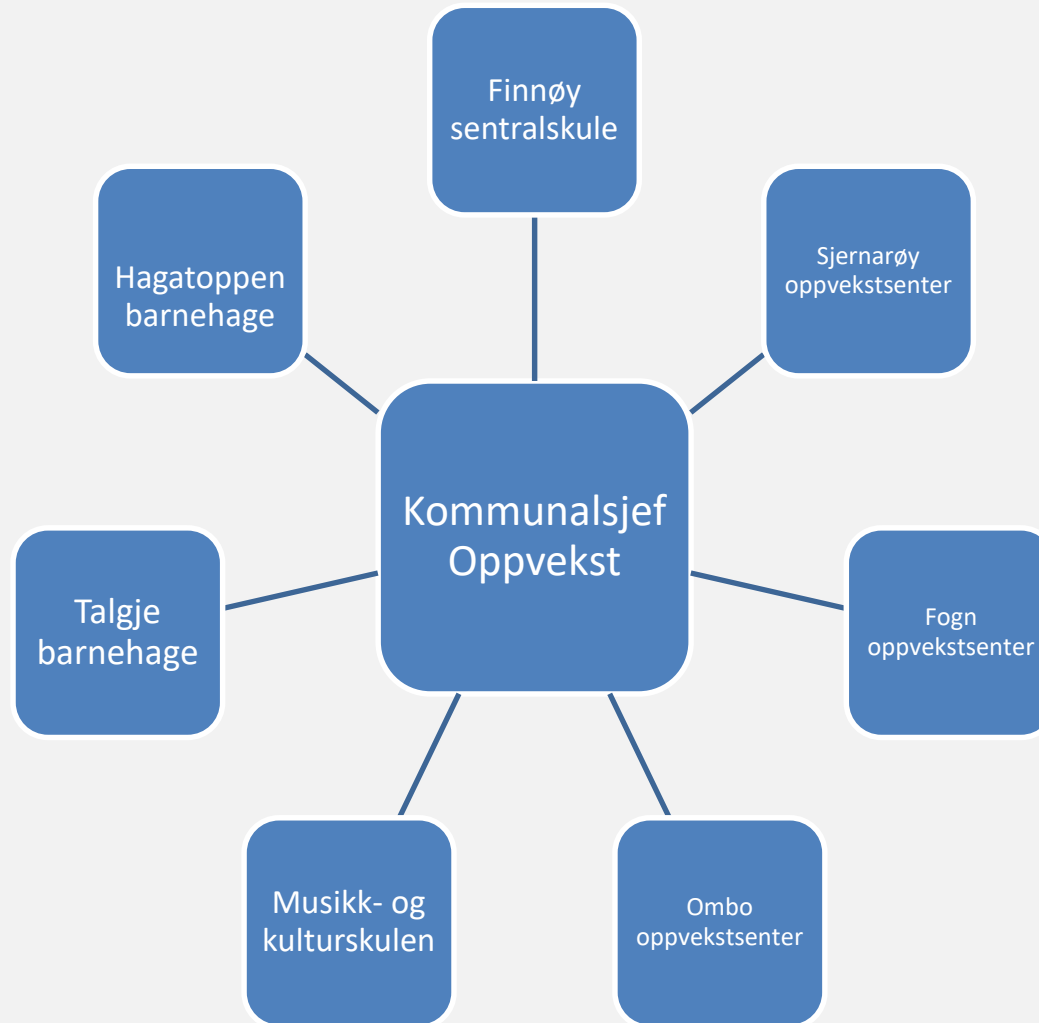 Finnøy
sentralskule
Sjernarøy
oppvekstsenter
Hagatoppen
barnehage
Kommunalsjef
Oppvekst
Talgje
barnehage
Fogn
oppvekstsenter
Musikk- og
kulturskulen
Ombo
oppvekstsenter